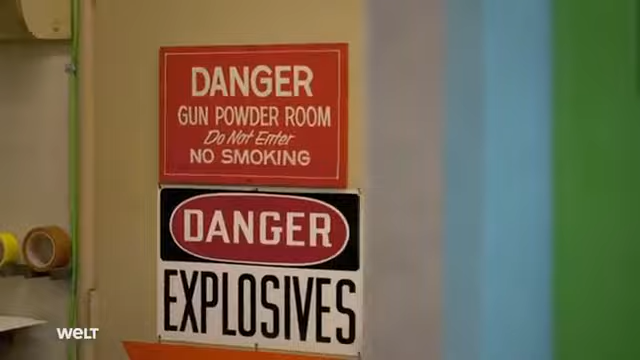 DANGER
GUN POWDER ROOM
Do Not Enter
NO SMOKING
DANGER
EXPLOSIVES
WELT